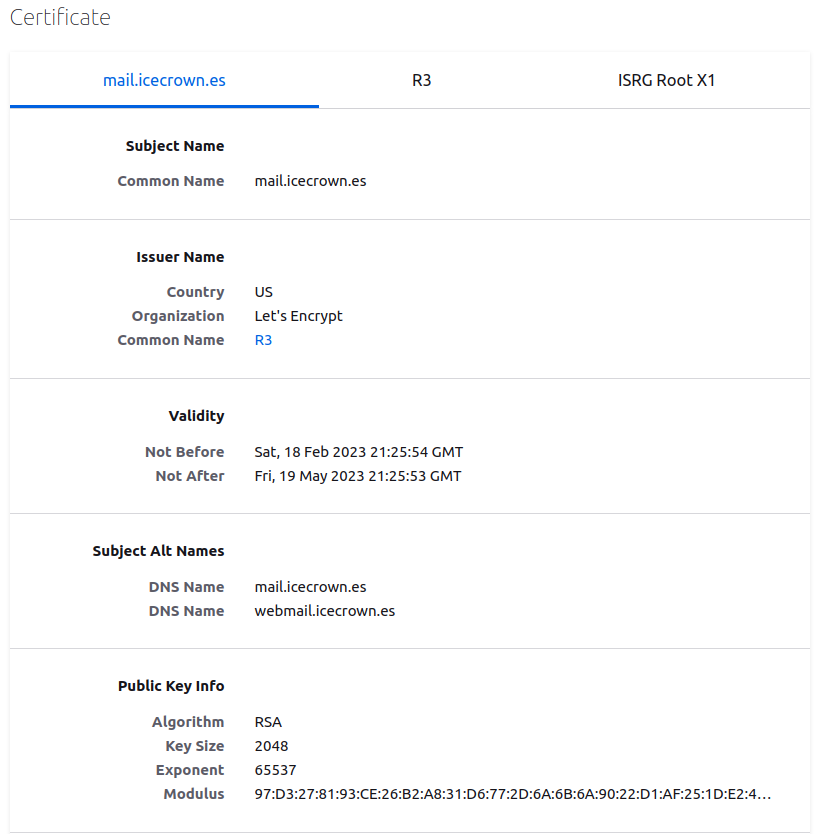 Certificate
mail.icecrown.es R3 ISRG Root X1
Subject Name
Common Name mail.icecrown.es
Issuer Name
Country US
Organization Let's Encrypt
Common Name R3
Validity
Not Before Sat, 18 Feb 2023 21:25:54 GMT
Not After Fri, 19 May 2023 21:25:53 GMT
Subject Alt Names
DNS Name mail.icecrown.es
DNS Name webmail.icecrown.es
Public Key Info
Algorithm RSA
Key Size 2048
Exponent 65537
Modulus 97:D3:27:81:93:CE:26:B2:A8:31:D6:77:2D:6A:6B:6A:90:22:D1:AF:25:1D:E2:4…